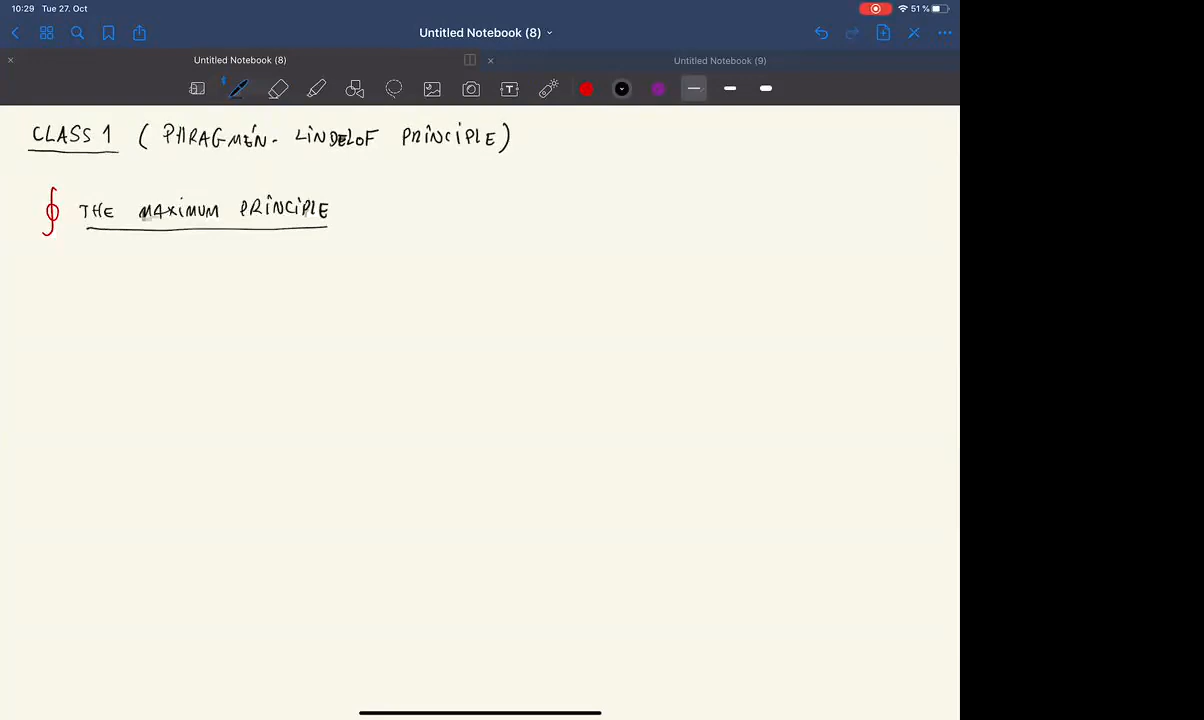 10:29 Tue 27. Oct 51 %
Untitled Notebook (8)
Untitled Notebook (8) Untitled Notebook (9)
CLASS 1 ( PHRAGMÉN- LINDELOF PRINCIPLE)
∮ THE MAXIMUM PRINCIPLE